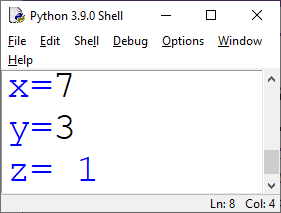 Python 3.9.0 Shell
File Edit Shell Debug Options Window
Help
x=7
y=3
z= 1
Ln: 8 Col: 4